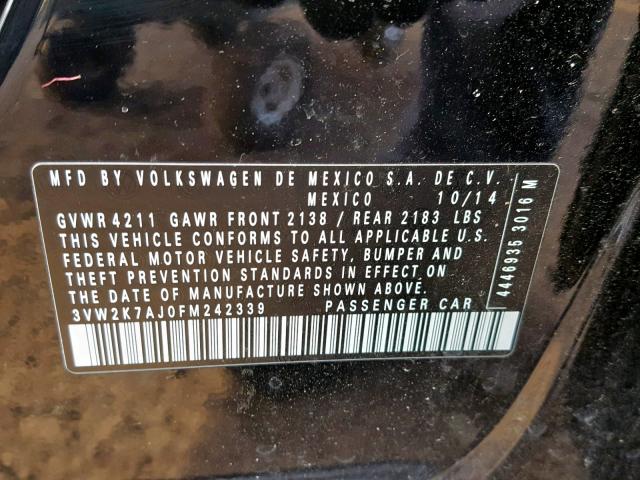 MFD BY VOLKSWAGEN DE MEXICO S.A. DE C.V.
MEXICO 10/14
GVWR 4211 GAWR FRONT 2138 / REAR 2183 LBS
THIS VEHICLE CONFORMS TO ALL APPLICABLE U.S.
FEDERAL MOTOR VEHICLE SAFETY, BUMPER AND
THEFT PREVENTION STANDARDS IN EFFECT ON
THE DATE OF MANUFACTURE SHOWN ABOVE.
3VW2K7AJ0FM242339 PASSENGER CAR
4446935 3016 M